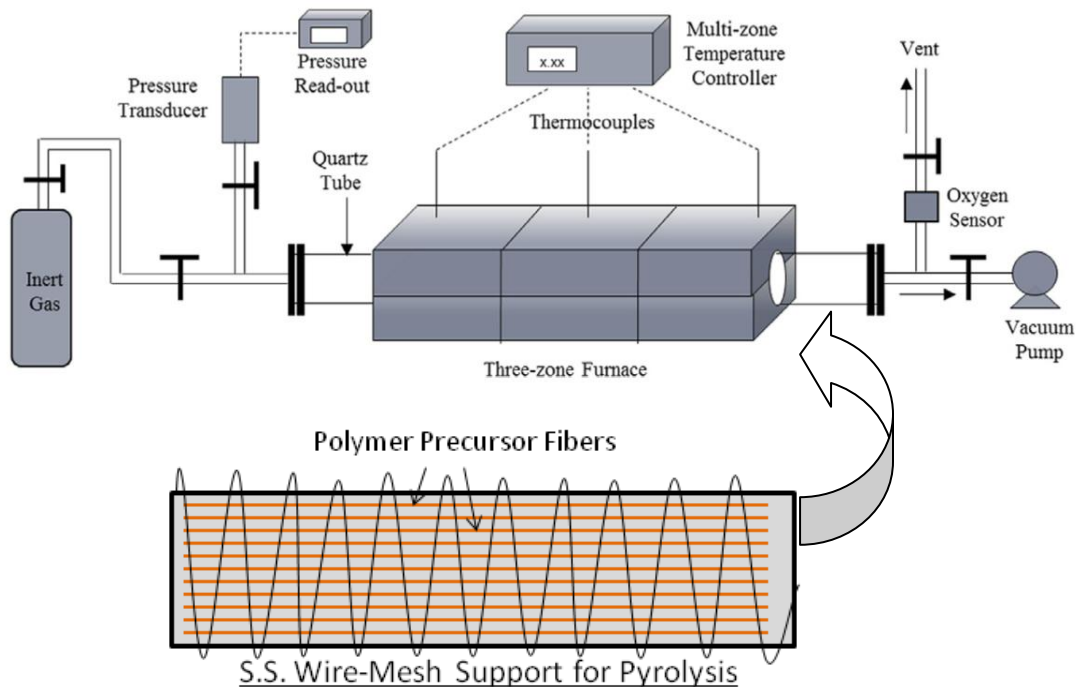 Pressure
Read-out
x.xx
Multi-zone
Temperature
Controller
Vent
Pressure
Transducer
Thermocouples
Quartz
Tube
Oxygen
Sensor
Inert
Gas
Vacuum
Pump
Three-zone Furnace
Polymer Precursor Fibers
S.S. Wire-Mesh Support for Pyrolysis